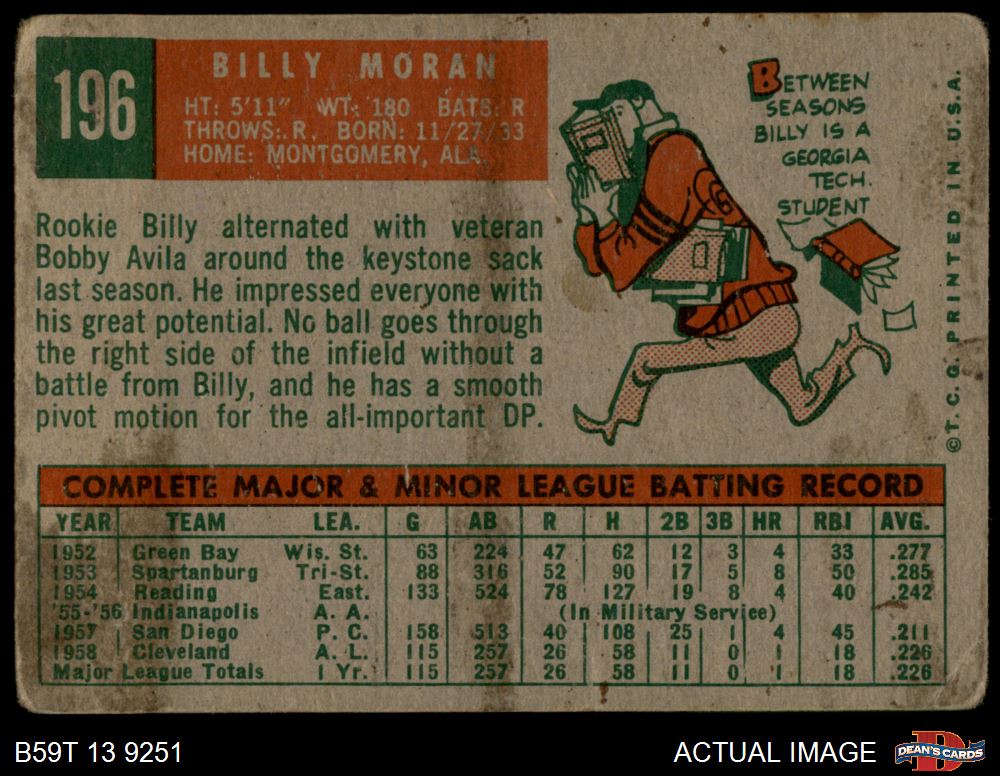 196
BILLY MORAN
HT: 5'11" WT: 180 BATS: R
THROWS: R. BORN: 11/27/33
HOME: MONTGOMERY, ALA.
BETWEEN
SEASONS
BILLY IS A
GEORGIA
TECH.
STUDENT
Rookie Billy alternated with veteran
Bobby Avila around the keystone sack
last season. He impressed everyone with
his great potential. No ball goes through
the right side of the infield without a
battle from Billy, and he has a smooth
pivot motion for the all-important DP.
©T. C. G. PRINTED IN U.S.A.
COMPLETE MAJOR & MINOR LEAGUE BATTING RECORD
YEAR TEAM LEA. G AB R H 2B 3B HR RBI AVG.
1952 Green Bay Wis. St. 63 224 47 62 12 3 4 33 .277
1953 Spartanburg Tri-St. 88 316 52 90 17 5 8 50 .285
1954 Reading East. 133 524 78 127 19 8 4 40 .242
'55-'56 Indianapolis A. A. (In Military Service)
1957 San Diego P. C. 158 513 40 108 25 1 4 45 .211
1958 Cleveland A. L. 115 257 26 58 11 0 1 18 .226
Major League Totals 1 Yr. 115 257 26 58 11 0 1 18 .226
B59T 13 9251
ACTUAL IMAGE
DEAN'S CARDS